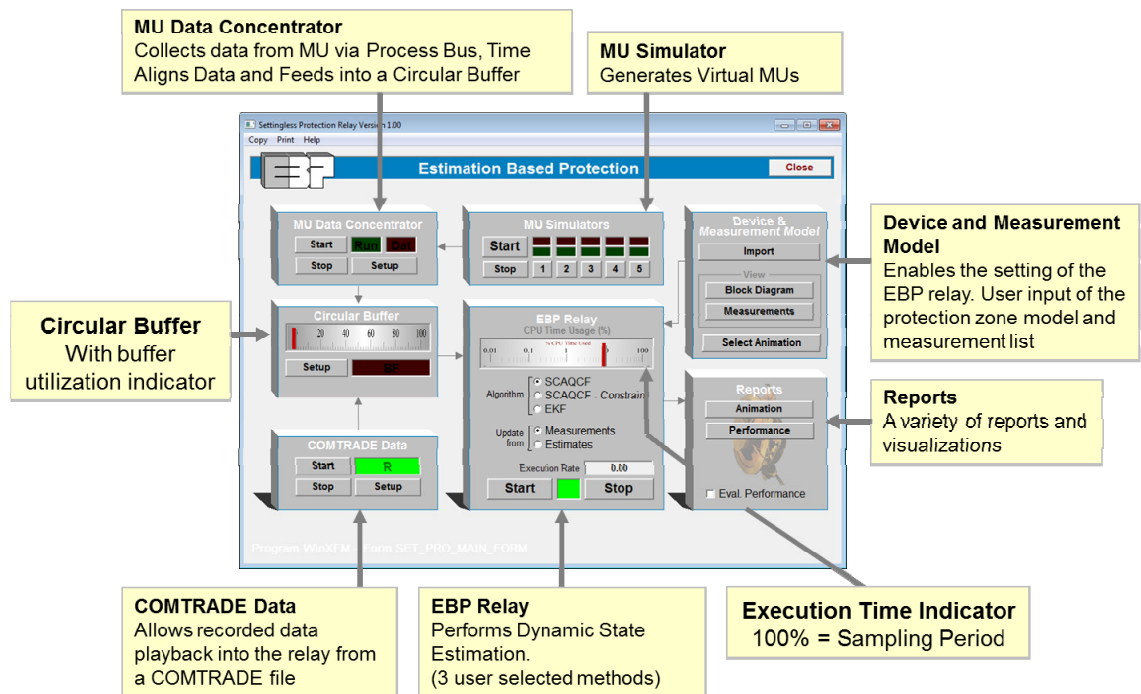 MU Data Concentrator
Collects data from MU via Process Bus, Time
Aligns Data and Feeds into a Circular Buffer
MU Simulator
Generates Virtual MUs
Settingless Protection Relay Version 1.00
Copy Print Help
EBP
Estimation Based Protection
Close
MU Data Concentrator
Start
Run
Stop
Setup
MU Simulators
Start
Stop
1 2 3 4 5
Device &
Measurement Model
Import
View
Block Diagram
Measurements
Select Animation
Circular Buffer
20 40 60 80 100
Setup
BF
EBP Relay
CPU Time Usage (%)
% CPU Time Used
0.01 0.1 1 100
Algorithm
SCAQCF
SCAQCF - Constraint
EKF
Update
from
Measurements
Estimates
Execution Rate
0.00
Start
Stop
COMTRADE Data
Start
R
Stop
Setup
Reports
Animation
Performance
Eval. Performance
Program WinXFM - Form SET_PRO_MAIN_FORM
Circular Buffer
With buffer
utilization indicator
Device and Measurement
Model
Enables the setting of the
EBP relay. User input of the
protection zone model and
measurement list
Reports
A variety of reports and
visualizations
COMTRADE Data
Allows recorded data
playback into the relay from
a COMTRADE file
EBP Relay
Performs Dynamic State
Estimation.
(3 user selected methods)
Execution Time Indicator
100% = Sampling Period